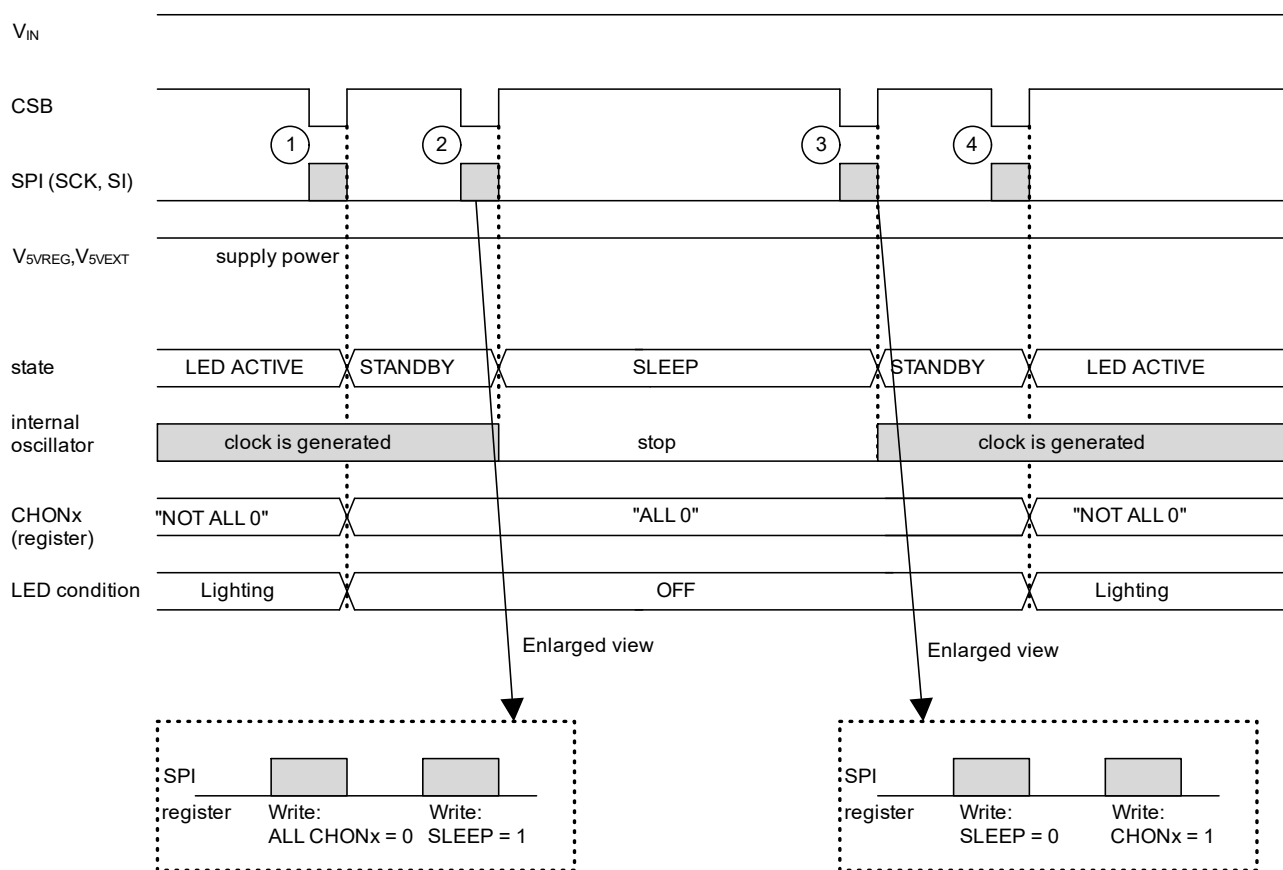 VIN
CSB
1
2
3
4
SPI (SCK, SI)
V5VREG,V5VEXT
supply power
state
LED ACTIVE
STANDBY
SLEEP
STANDBY
LED ACTIVE
internal
oscillator
clock is generated
stop
clock is generated
CHONx
(register)
"NOT ALL 0"
"ALL 0"
"NOT ALL 0"
LED condition
Lighting
OFF
Lighting
Enlarged view
Enlarged view
SPI
register
Write:
ALL CHONx = 0
Write:
SLEEP = 1
SPI
register
Write:
SLEEP = 0
Write:
CHONx = 1